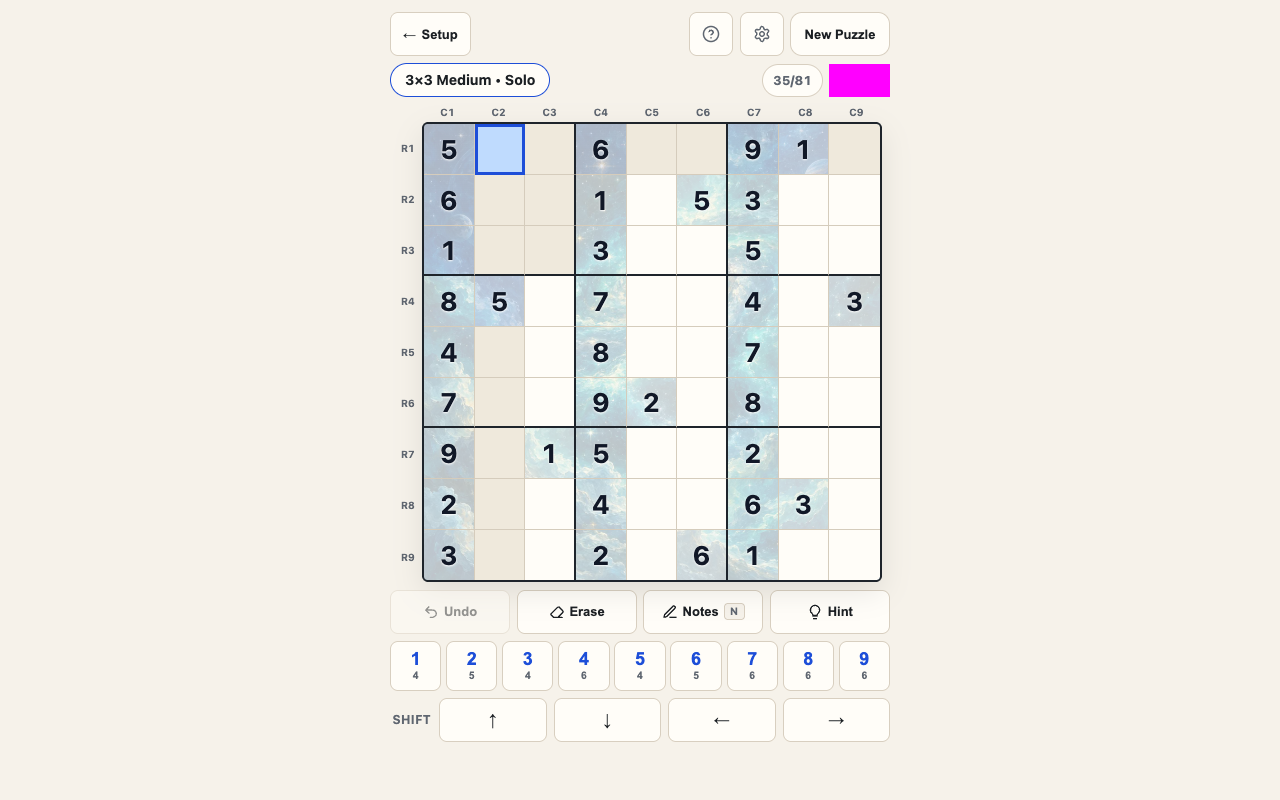 ← Setup
New Puzzle
3×3 Medium • Solo
35/81
C1 C2 C3 C4 C5 C6 C7 C8 C9
R1 5 6 9 1
R2 6 1 5 3
R3 1 3 5
R4 8 5 7 4 3
R5 4 8 7
R6 7 9 2 8
R7 9 1 5 2
R8 2 4 6 3
R9 3 2 6 1
Undo Erase Notes N Hint
1 2 3 4 5 6 7 8 9
4 5 4 6 4 5 6 6 6
SHIFT ↑ ↓ ← →